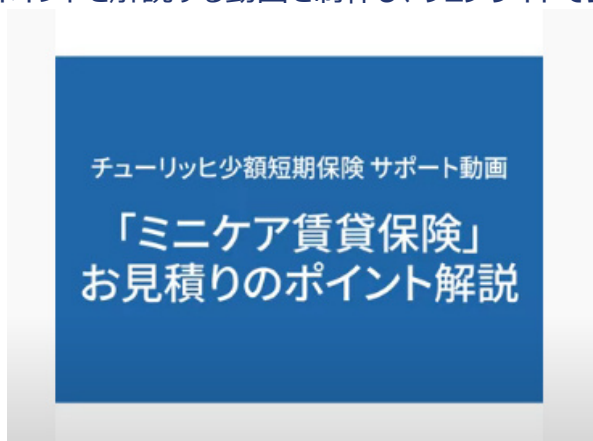 チューリッヒ少額短期保険 サポート動画
「ミニケア賃貸保険」
お見積りのポイント解説